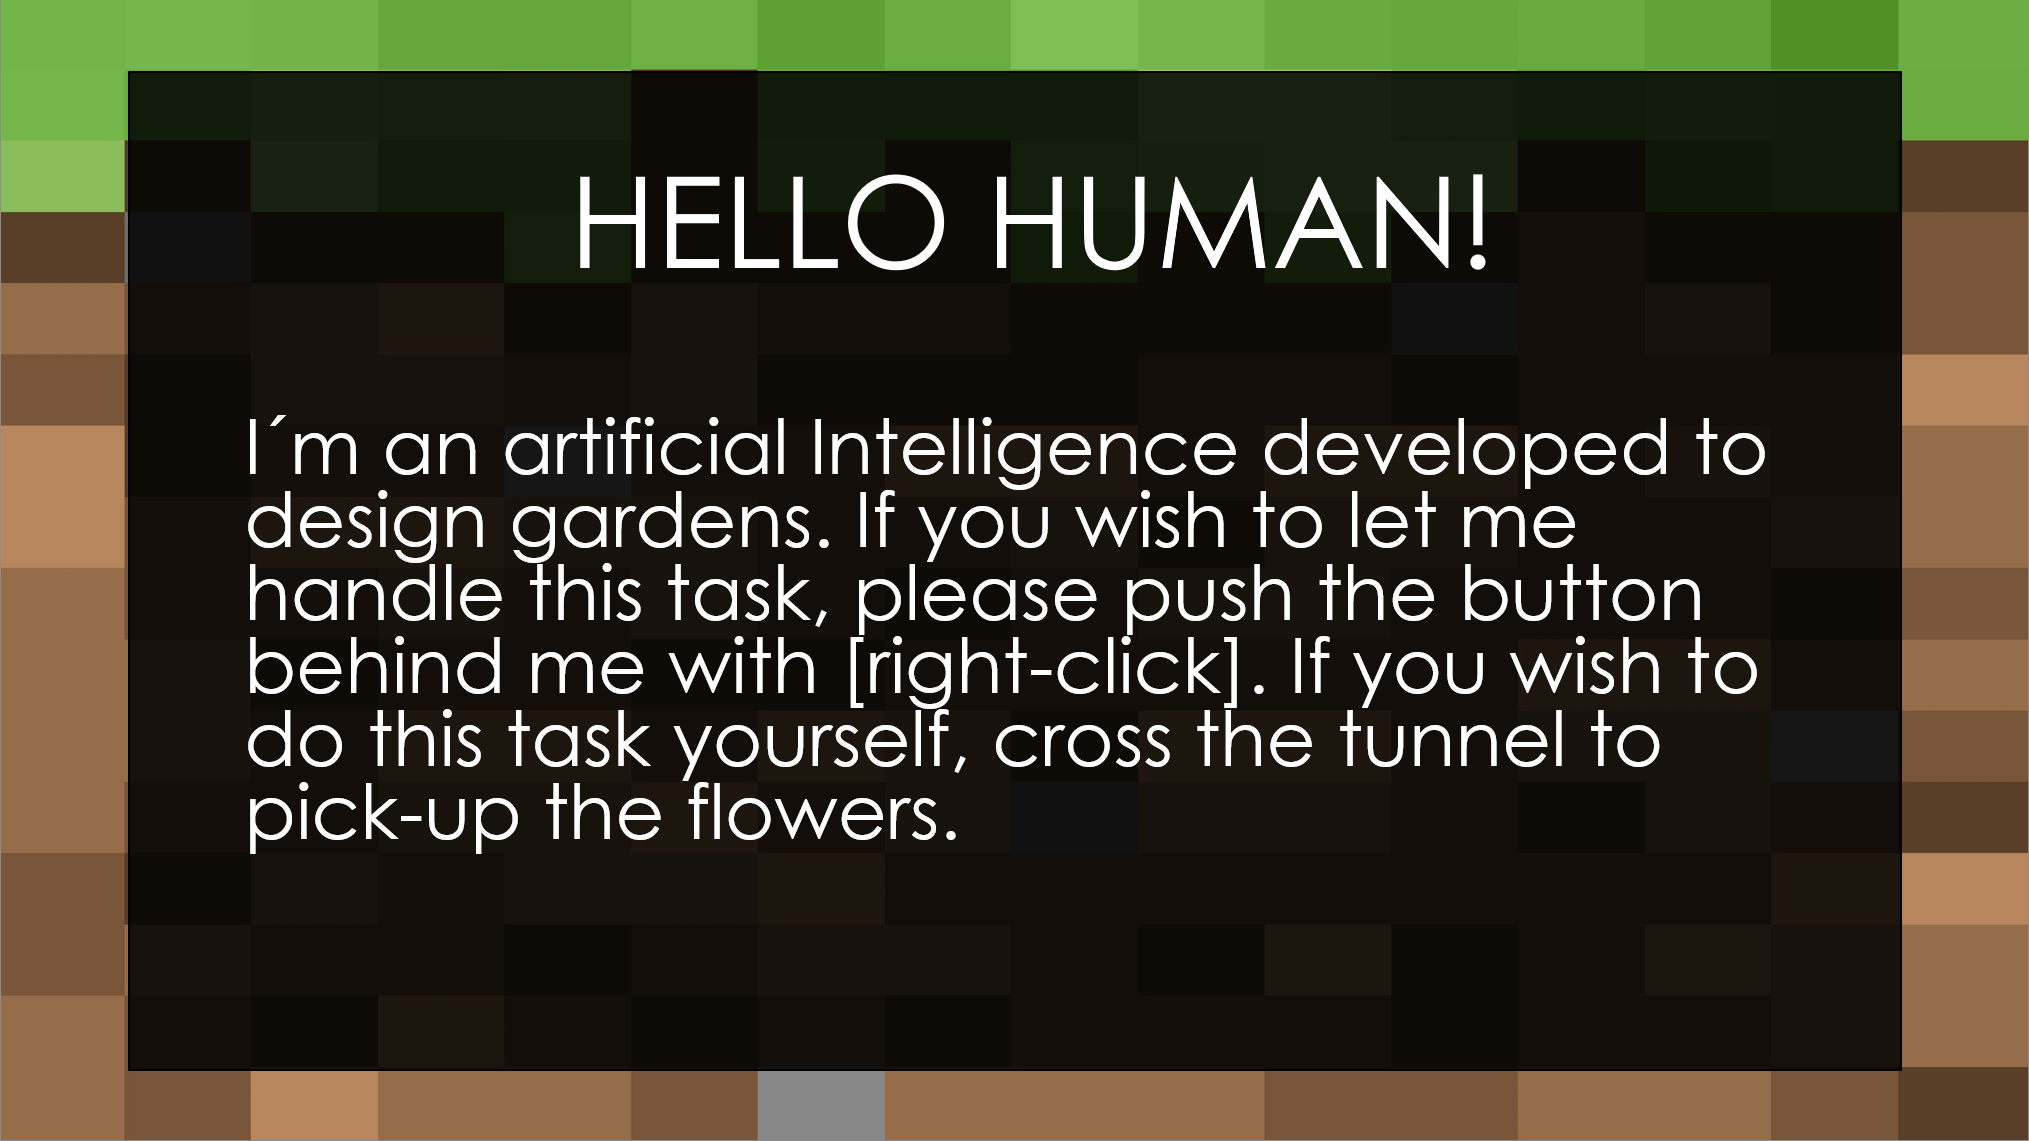 HELLO HUMAN!
I´m an artificial Intelligence developed to
design gardens. If you wish to let me
handle this task, please push the button
behind me with [right-click]. If you wish to
do this task yourself, cross the tunnel to
pick-up the flowers.